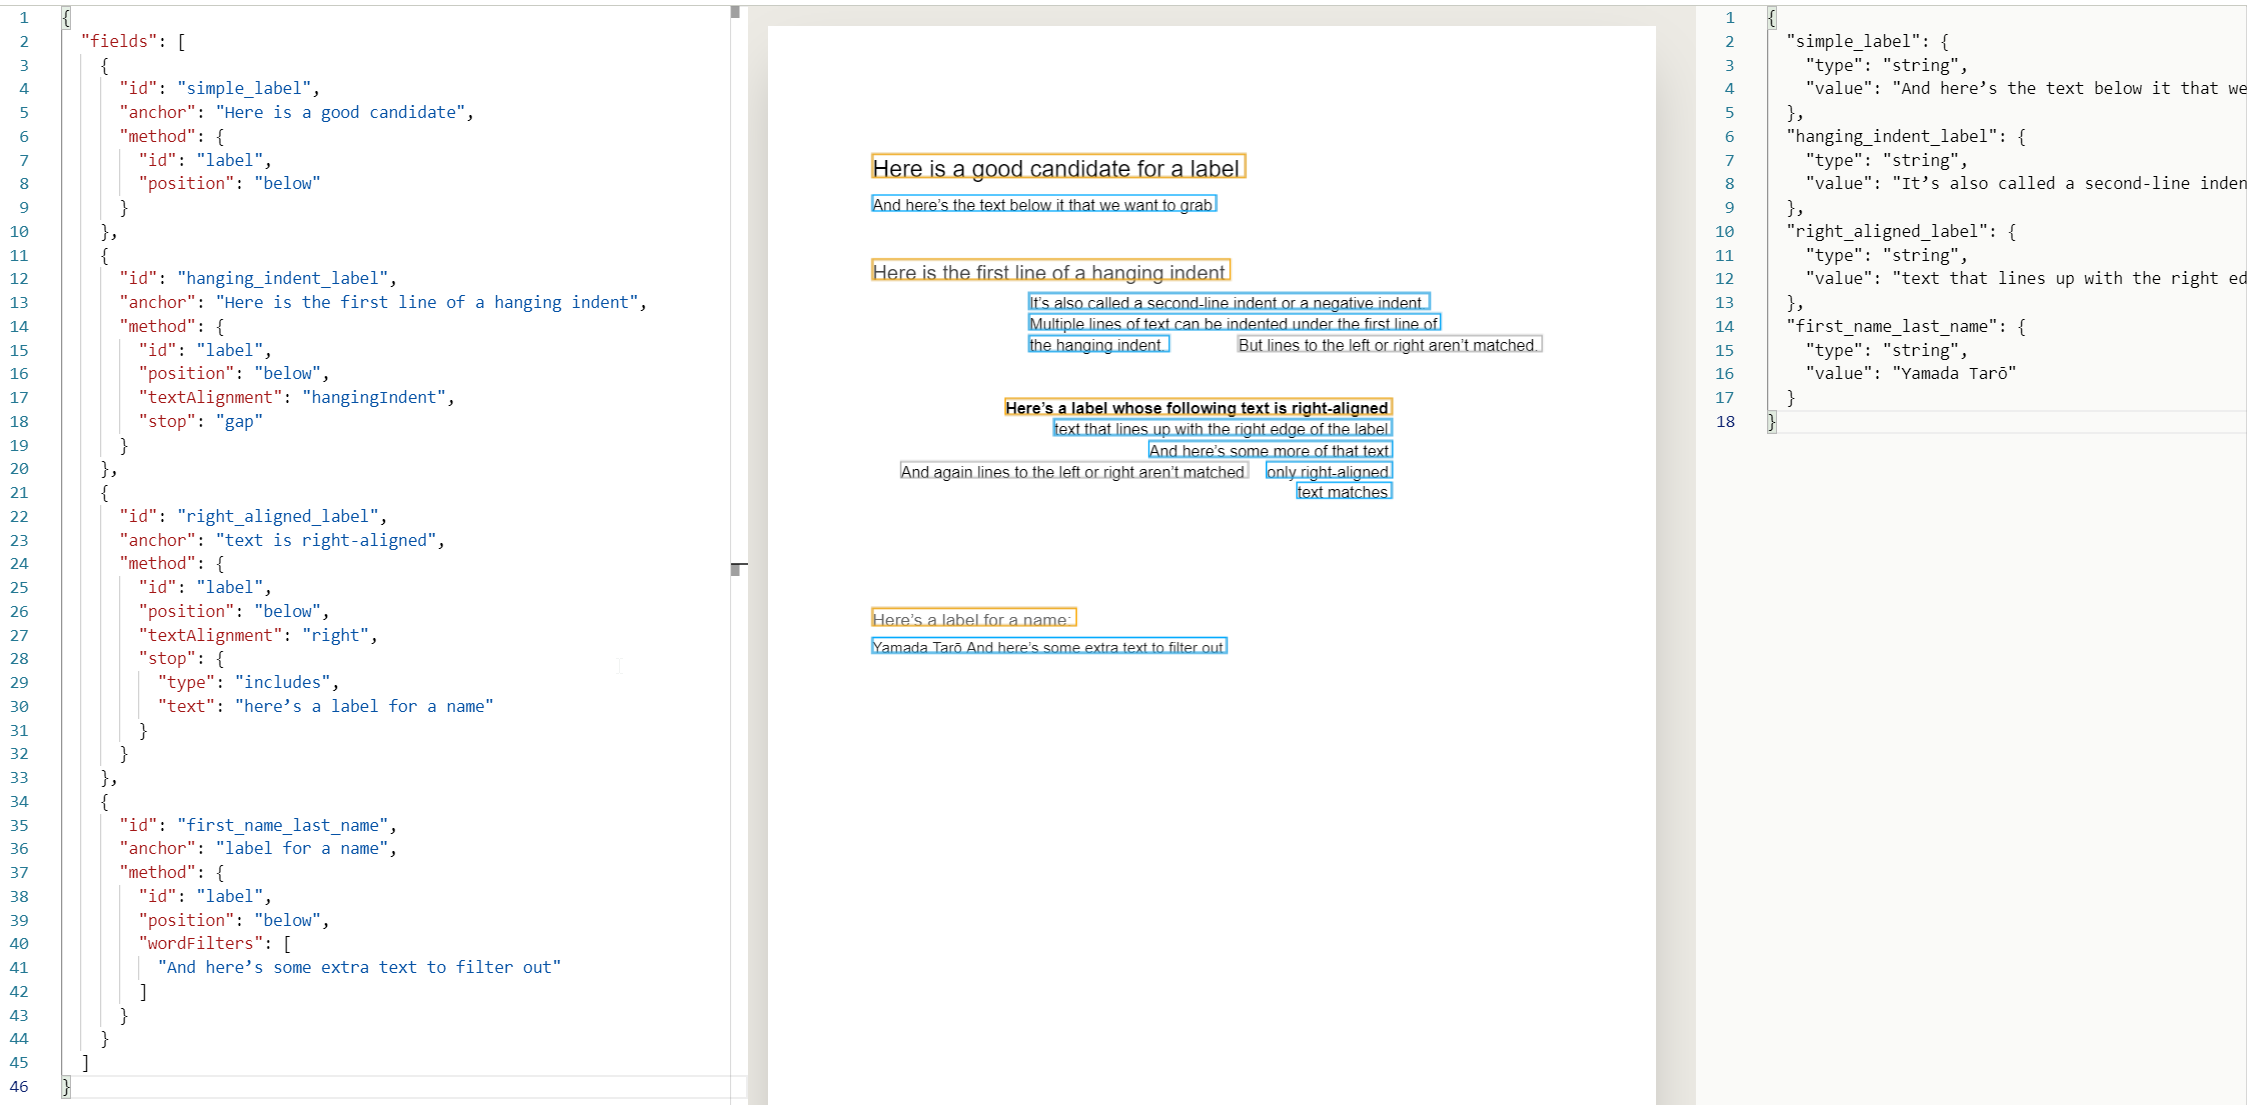 1 {
2 "fields": [
3 {
4 "id": "simple_label",
5 "anchor": "Here is a good candidate",
6 "method": {
7 "id": "label",
8 "position": "below"
9 }
10 },
11 {
12 "id": "hanging_indent_label",
13 "anchor": "Here is the first line of a hanging indent",
14 "method": {
15 "id": "label",
16 "position": "below",
17 "textAlignment": "hangingIndent",
18 "stop": "gap"
19 }
20 },
21 {
22 "id": "right_aligned_label",
23 "anchor": "text is right-aligned",
24 "method": {
25 "id": "label",
26 "position": "below",
27 "textAlignment": "right",
28 "stop": {
29 "type": "includes",
30 "text": "here’s a label for a name"
31 }
32 }
33 },
34 {
35 "id": "first_name_last_name",
36 "anchor": "label for a name",
37 "method": {
38 "id": "label",
39 "position": "below",
40 "wordFilters": [
41 "And here’s some extra text to filter out"
42 ]
43 }
44 }
45 ]
46 }
Here is a good candidate for a label
And here’s the text below it that we want to grab
Here is the first line of a hanging indent
It’s also called a second-line indent or a negative indent.
Multiple lines of text can be indented under the first line of
the hanging indent. But lines to the left or right aren’t matched.
Here’s a label whose following text is right-aligned
text that lines up with the right edge of the label
And here’s some more of that text
And again lines to the left or right aren’t matched only right-aligned
text matches
Here’s a label for a name:
Yamada Tarō And here’s some extra text to filter out
1 {
2 "simple_label": {
3 "type": "string",
4 "value": "And here’s the text below it that we
5 },
6 "hanging_indent_label": {
7 "type": "string",
8 "value": "It’s also called a second-line inden
9 },
10 "right_aligned_label": {
11 "type": "string",
12 "value": "text that lines up with the right ed
13 },
14 "first_name_last_name": {
15 "type": "string",
16 "value": "Yamada Tarō"
17 }
18 }